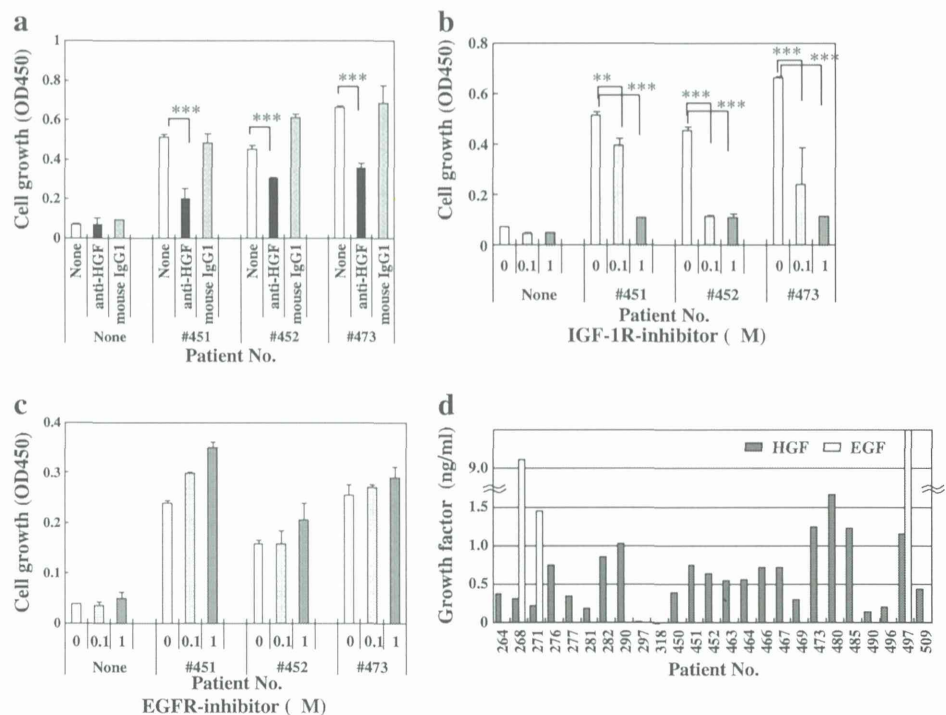 a
Cell growth (OD450)
1
0.8
0.6
0.4
0.2
0
***
***
***
None
anti-HGF
mouse IgG1
None
anti-HGF
mouse IgG1
None
anti-HGF
mouse IgG1
None
anti-HGF
mouse IgG1
None
#451
#452
#473
Patient No.
b
Cell growth (OD450)
0.8
0.6
0.4
0.2
0
**
***
***
***
***
***
0 0.1 1 0 0.1 1 0 0.1 1 0 0.1 1
None #451 #452 #473
Patient No.
IGF-1R-inhibitor ( M)
c
Cell growth (OD450)
0.4
0.3
0.2
0.1
0
0 0.1 1 0 0.1 1 0 0.1 1 0 0.1 1
None #451 #452 #473
Patient No.
EGFR-inhibitor ( M)
d
Growth factor (ng/ml)
HGF EGF
9.0
1.5
1.0
0.5
0
264 268 271 276 277 281 282 290 297 318 450 451 452 463 464 466 467 469 473 480 485 490 496 497 509
Patient No.